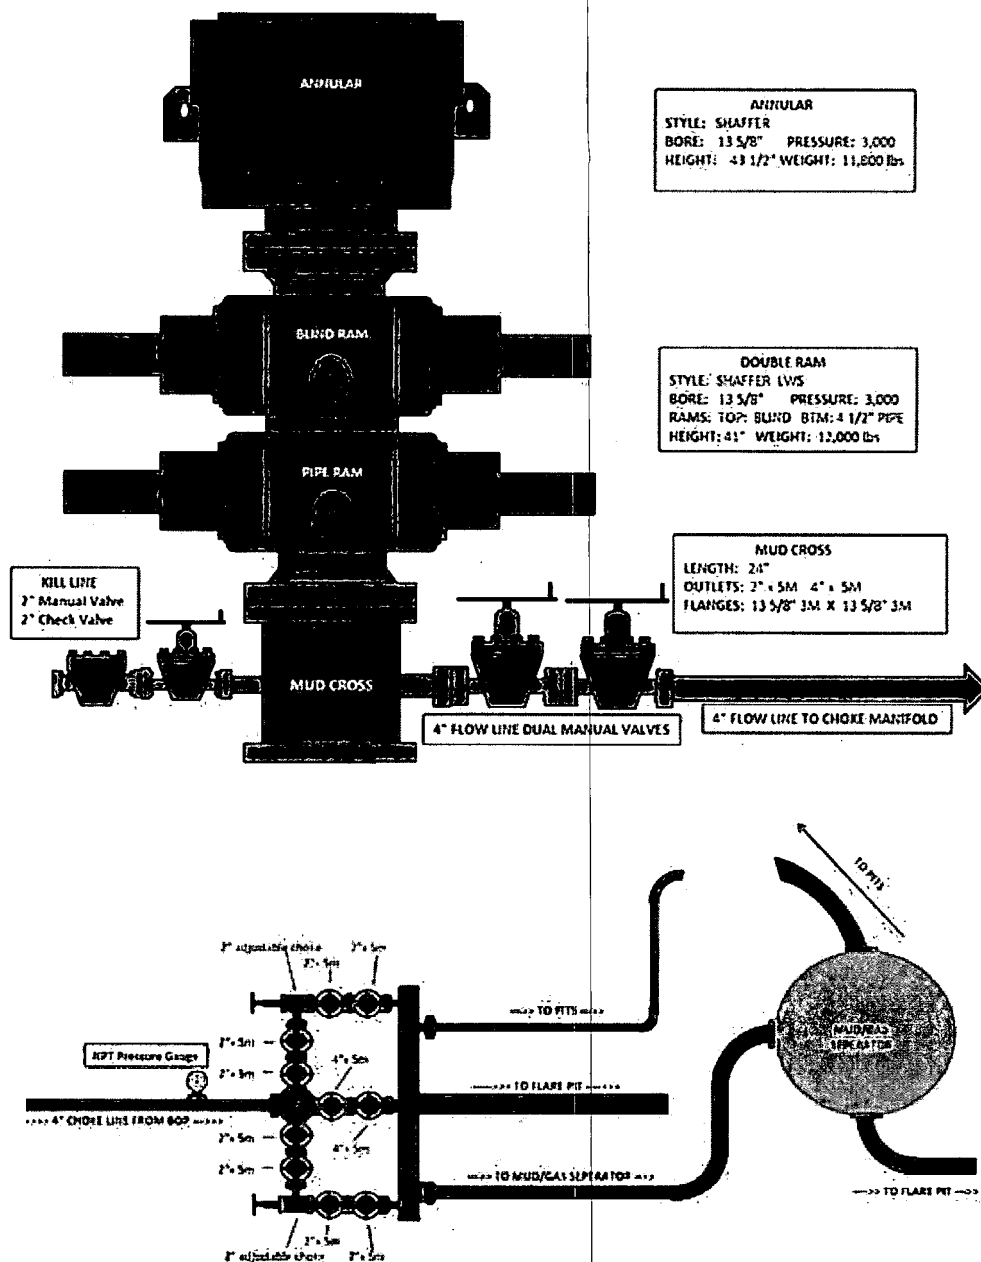 ANNULAR
ANNULAR
STYLE: SHAFFER
BORE: 13 5/8" PRESSURE: 3,000
HEIGHT: 43 1/2" WEIGHT: 11,800 lbs
BLIND RAM
DOUBLE RAM
STYLE: SHAFFER LWS
BORE: 13 5/8" PRESSURE: 3,000
RAMS: TOP: BLIND BTM: 4 1/2" PIPE
HEIGHT: 41" WEIGHT: 12,000 lbs
PIPE RAM
MUD CROSS
LENGTH: 24"
OUTLETS: 2" x 5M 4" x 5M
FLANGES: 13 5/8" 3M X 13 5/8" 3M
KILL LINE
2" Manual Valve
2" Check Valve
MUD CROSS
4" FLOW LINE DUAL MANUAL VALVES
4" FLOW LINE TO CHOKE MANIFOLD
TO PITS
2" adjustable choke
2" x 5m
2" x 5m
TO PITS
MUD/GAS
SEPERATOR
2" x 5m
4" x 5m
Pressure Gauge
2" x 5m
TO FLARE PIT
4" CHOKE LINE FROM BOP
2" x 5m
4" x 5m
2" x 5m
TO MUD/GAS SEPERATOR
TO FLARE PIT
2" x 5m
2" adjustable choke
2" x 5m